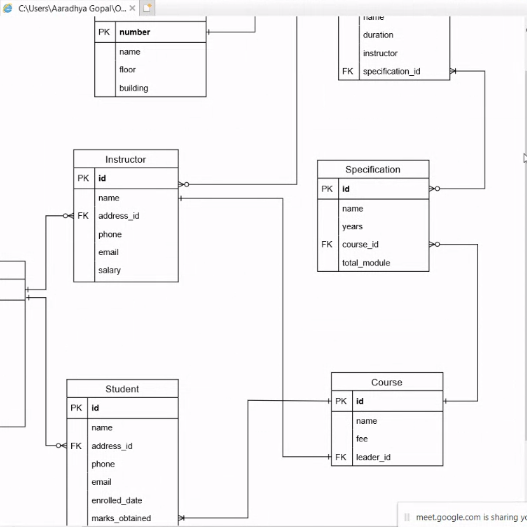 C:\Users\Aaradhya Gopal\O...
PK number
name
floor
building
name
duration
instructor
FK specification_id
Instructor
PK id
name
FK address_id
phone
email
salary
Specification
PK id
name
years
FK course_id
total_module
Student
PK id
name
FK address_id
phone
email
enrolled_date
marks_obtained
Course
PK id
name
fee
FK leader_id
meet.google.com is sharing yo